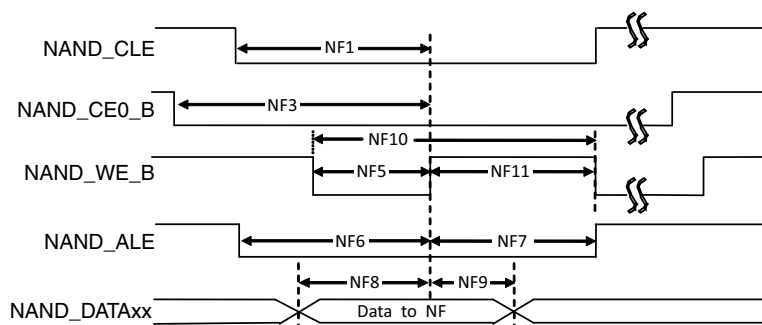 NAND_CLE
NF1
NAND_CE0_B
NF3
NF10
NAND_WE_B
NF5
NF11
NAND_ALE
NF6
NF7
NF8
NF9
NAND_DATAxx
Data to NF